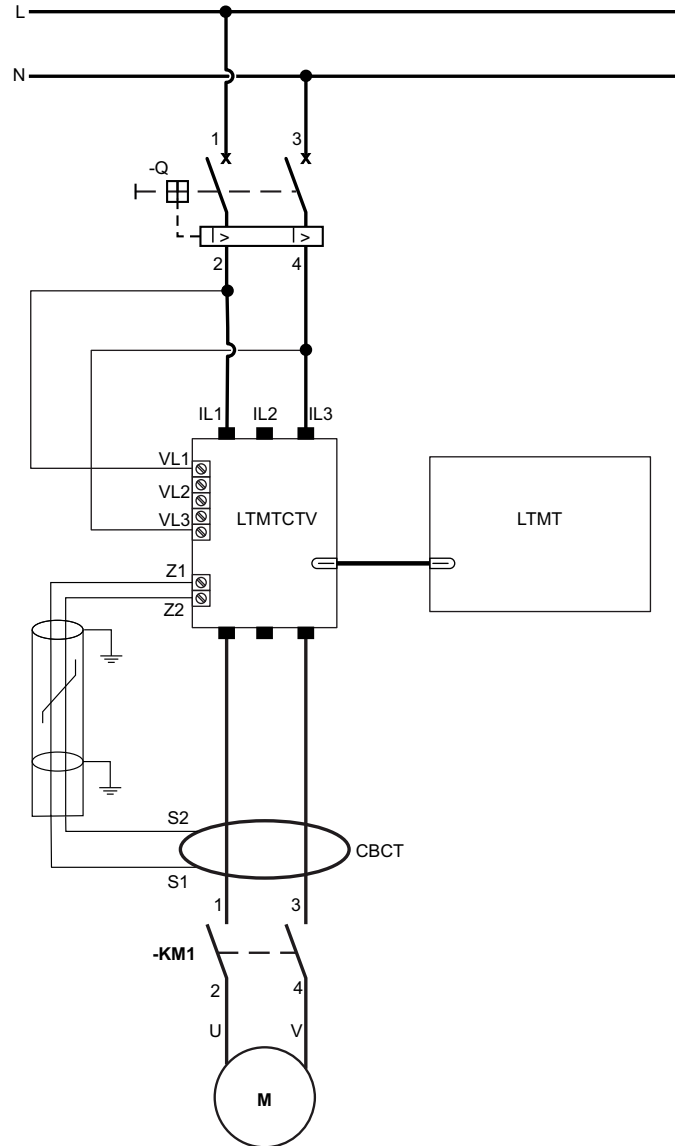 L
N
1 3
-Q
I > I >
2 4
IL1 IL2 IL3
VL1
VL2
VL3
LTMTCTV
LTMT
Z1
Z2
S2
CBCT
S1
1 3
-KM1
2 4
U V
M